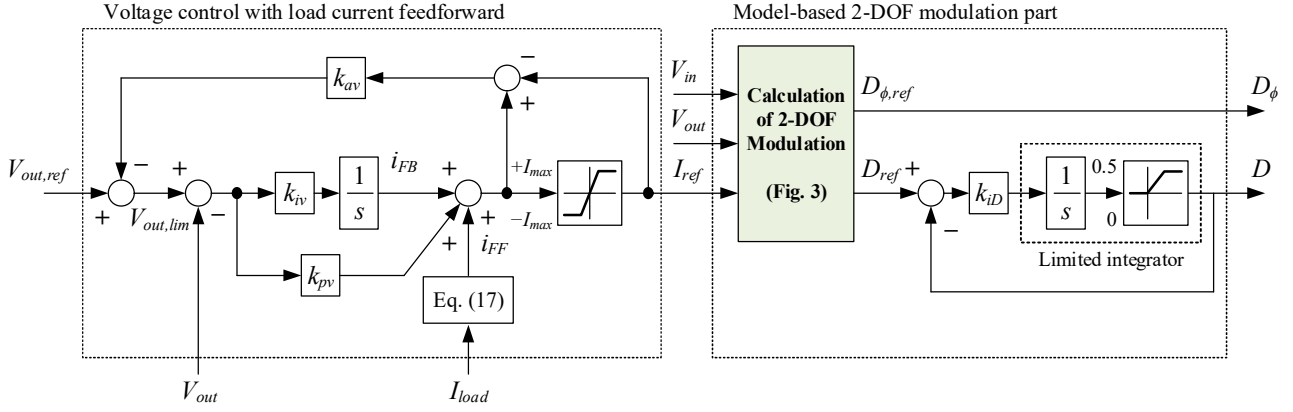 Voltage control with load current feedforward
Model-based 2-DOF modulation part
k_av
−
+
V_in
V_out
I_ref
Calculation
of 2-DOF
Modulation
(Fig. 3)
D_ϕ,ref
D_ϕ
V_out,ref
+
−
V_out,lim
+
−
k_iv
1
s
i_FB
+
+
+
i_FF
k_pv
+I_max
−I_max
Eq. (17)
V_out
I_load
D_ref
+
−
k_iD
1
s
0.5
0
D
Limited integrator